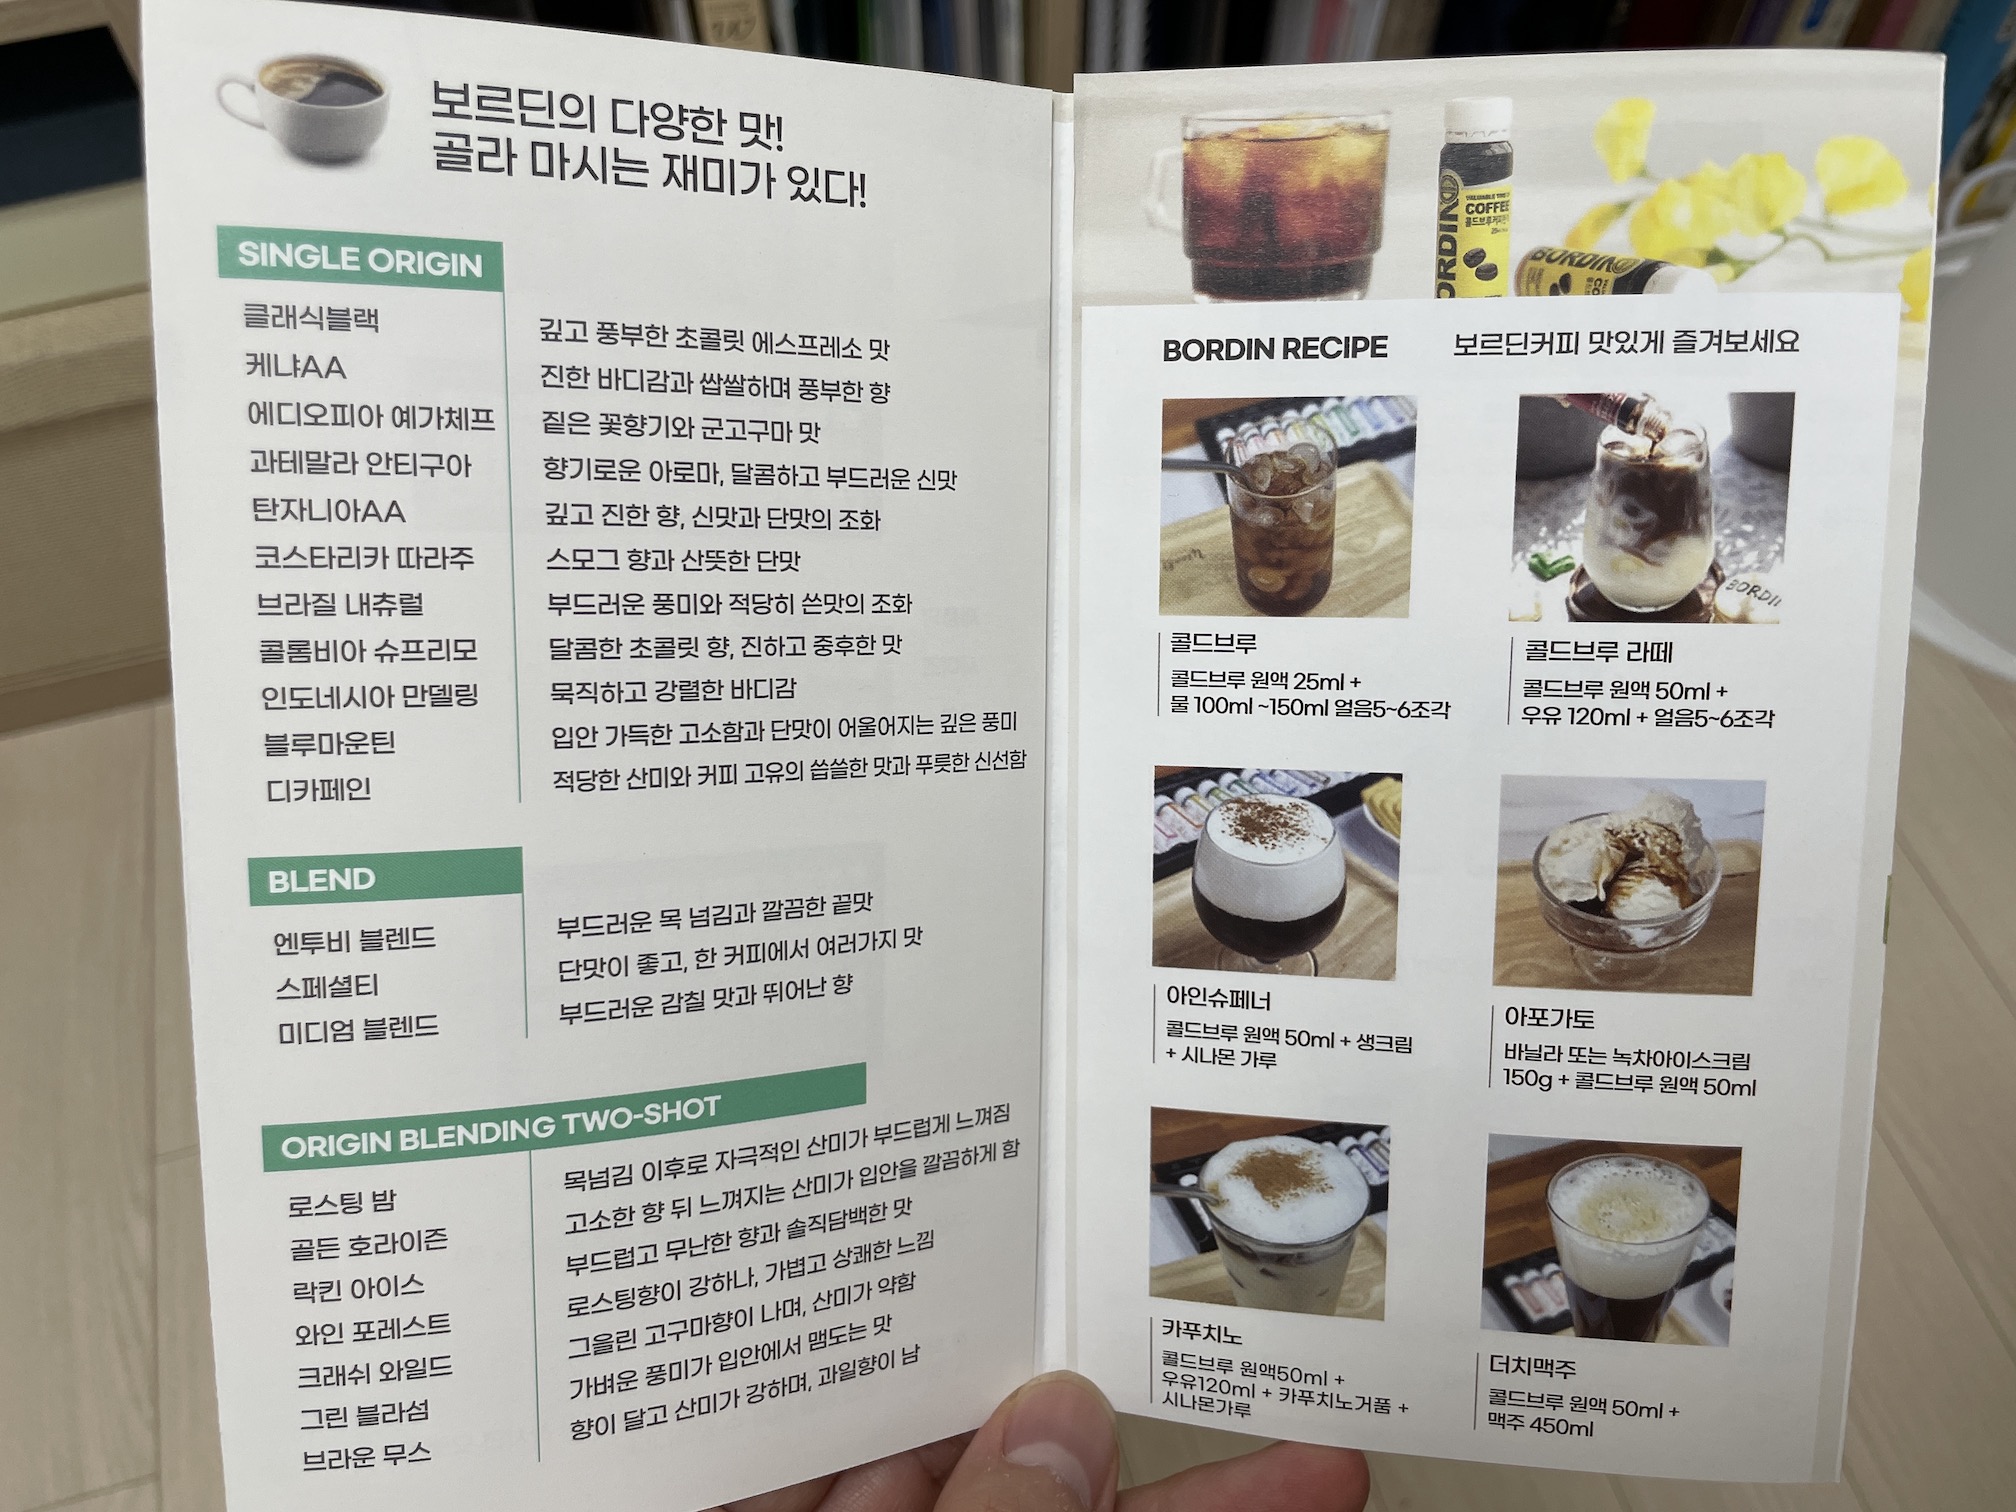 보르딘의 다양한 맛!
골라 마시는 재미가 있다!
SINGLE ORIGIN
클래식블랙
케냐AA
에디오피아 예가체프
과테말라 안티구아
탄자니아AA
코스타리카 따라주
브라질 내츄럴
콜롬비아 슈프리모
인도네시아 만델링
블루마운틴
디카페인
깊고 풍부한 초콜릿 에스프레소 맛
진한 바디감과 쌉쌀하며 풍부한 향
짙은 꽃향기와 군고구마 맛
향기로운 아로마, 달콤하고 부드러운 신맛
깊고 진한 향, 신맛과 단맛의 조화
스모그 향과 산뜻한 단맛
부드러운 풍미와 적당히 쓴맛의 조화
달콤한 초콜릿 향, 진하고 중후한 맛
묵직하고 강렬한 바디감
입안 가득한 고소함과 단맛이 어울어지는 깊은 풍미
적당한 산미와 커피 고유의 씁쓸한 맛과 푸릇한 신선함
BLEND
엔투비 블렌드
스페셜티
미디엄 블렌드
부드러운 목 넘김과 깔끔한 끝맛
단맛이 좋고, 한 커피에서 여러가지 맛
부드러운 감칠 맛과 뛰어난 향
ORIGIN BLENDING TWO-SHOT
로스팅 밤
골든 호라이즌
락킨 아이스
와인 포레스트
크래쉬 와일드
그린 블라섬
브라운 무스
목넘김 이후로 자극적인 산미가 부드럽게 느껴짐
고소한 향 뒤 느껴지는 산미가 입안을 깔끔하게 함
부드럽고 무난한 향과 솔직담백한 맛
로스팅향이 강하나, 가볍고 상쾌한 느낌
그을린 고구마향이 나며, 산미가 약함
가벼운 풍미가 입안에서 맴도는 맛
향이 달고 산미가 강하며, 과일향이 남
COFFEE
콜드브루커피
BORDIN
BORDIN RECIPE
보르딘커피 맛있게 즐겨보세요
콜드브루
콜드브루 원액 25ml +
물 100ml ~150ml 얼음5~6조각
콜드브루 라떼
콜드브루 원액 50ml +
우유 120ml + 얼음5~6조각
아인슈페너
콜드브루 원액 50ml + 생크림
+ 시나몬 가루
아포가토
바닐라 또는 녹차아이스크림
150g + 콜드브루 원액 50ml
카푸치노
콜드브루 원액50ml +
우유120ml + 카푸치노거품 +
시나몬가루
더치맥주
콜드브루 원액 50ml +
맥주 450ml